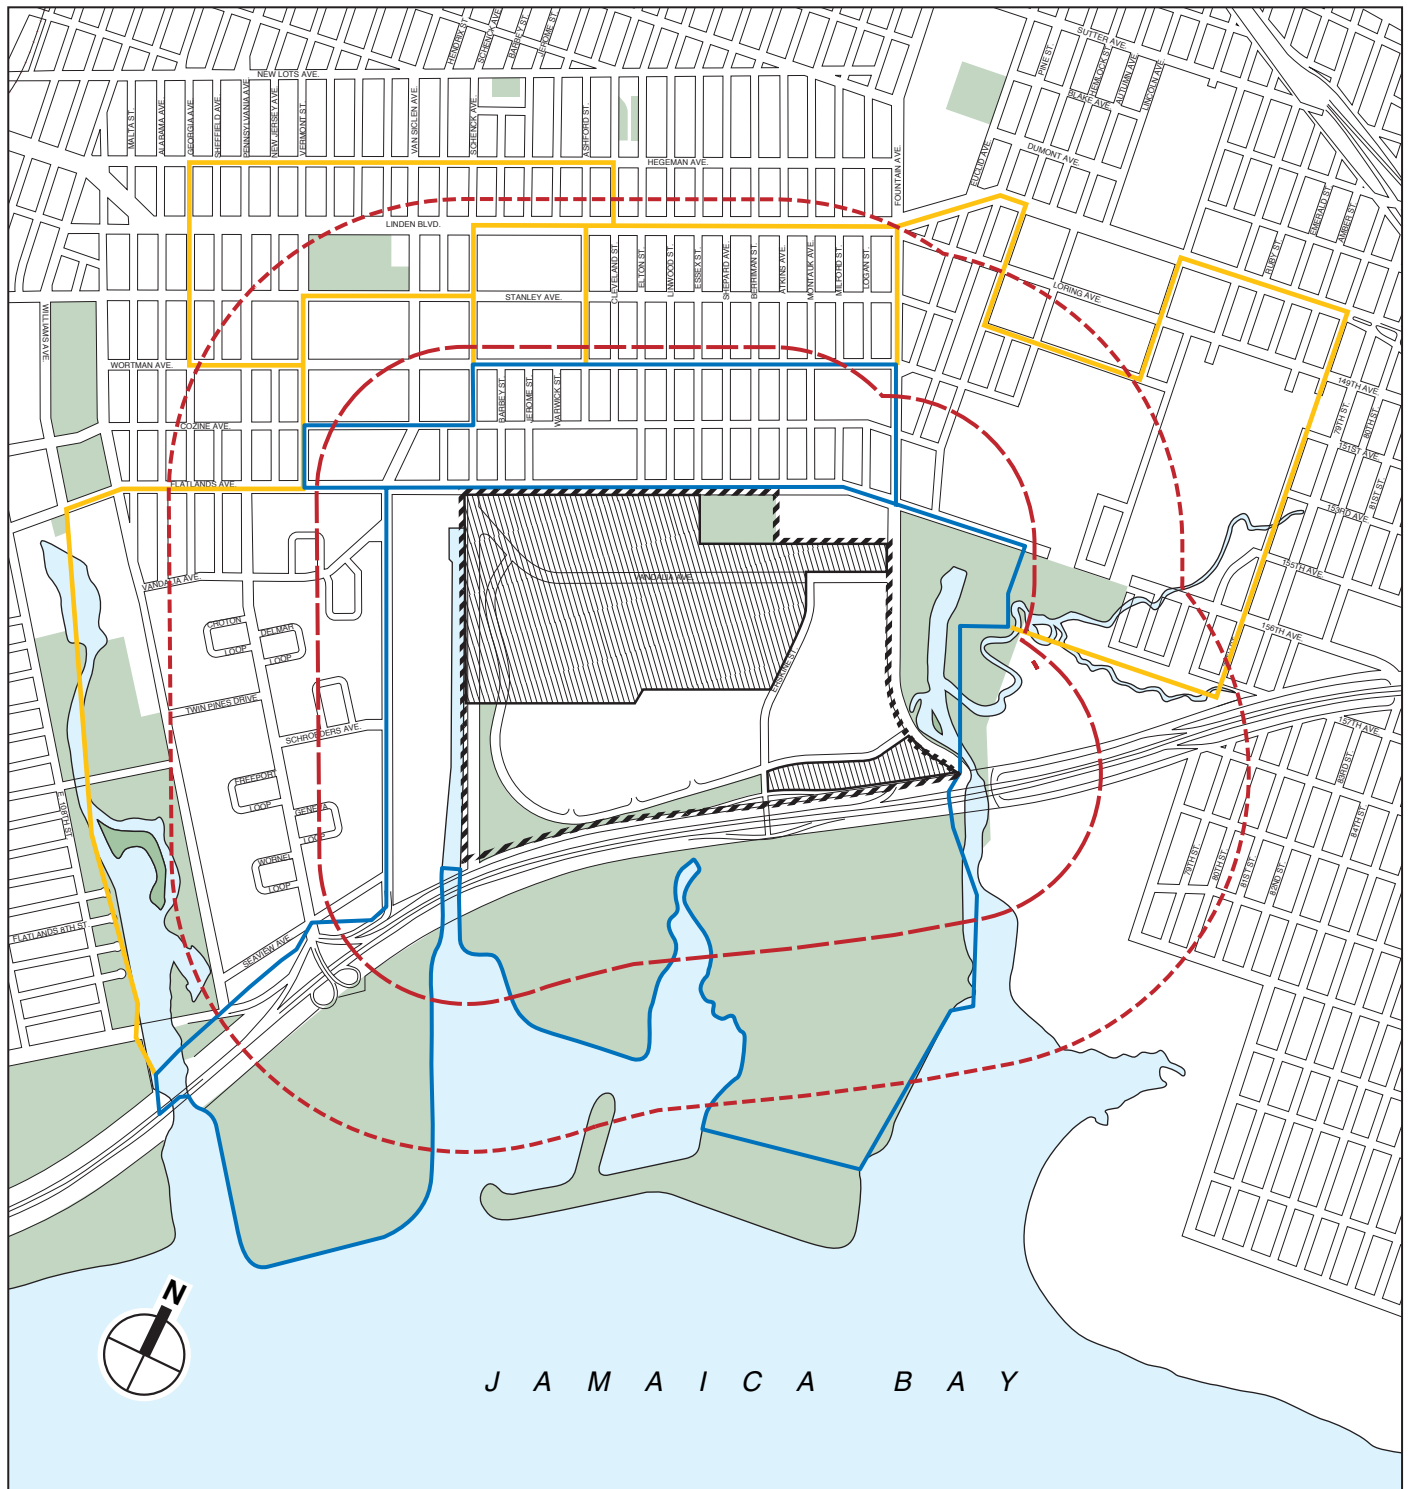 HENDRIX ST.
SCHENCK AVE.
BARBEY ST.
JEROME ST.
SUTTER AVE.
PINE ST.
HEMLOCK ST.
AUTUMN AVE.
LINCOLN AVE.
BLAKE AVE.
NEW LOTS AVE.
MALTA ST.
ALABAMA AVE.
GEORGIA AVE.
SHEFFIELD AVE.
PENNSYLVANIA AVE.
NEW JERSEY AVE.
VERMONT ST.
VAN SICLEN AVE.
SCHENCK AVE.
ASHFORD ST.
HEGEMAN AVE.
FOUNTAIN AVE.
EUCLID AVE.
DUMONT AVE.
EMERALD ST.
AMBER ST.
RUBY ST.
LINDEN BLVD.
CLEVELAND ST.
ELTON ST.
LINWOOD ST.
ESSEX ST.
SHEPARD AVE.
BERRIMAN ST.
ATKINS AVE.
MONTAUK AVE.
MILFORD ST.
LOGAN ST.
STANLEY AVE.
LORING AVE.
WILLIAMS AVE.
WORTMAN AVE.
BARBEY ST.
JEROME ST.
WARWICK ST.
COZINE AVE.
149TH AVE.
79TH ST.
80TH ST.
151ST AVE.
81ST ST.
153RD AVE.
FLATLANDS AVE.
155TH AVE.
VANDALIA AVE.
VANDALIA AVE.
CROTON
LOOP
DELMAR
LOOP
156TH AVE.
ERSKINE ST.
TWIN PINES DRIVE
SCHROEDERS AVE.
157TH AVE.
83RD ST.
84TH ST.
FREEPORT
LOOP
GENEVA
LOOP
E 108TH ST.
WORNEL
LOOP
79TH ST.
80TH ST.
81ST ST.
82ND ST.
FLATLANDS 8TH ST
SEAVIEW AVE.
N
JAMAICA BAY